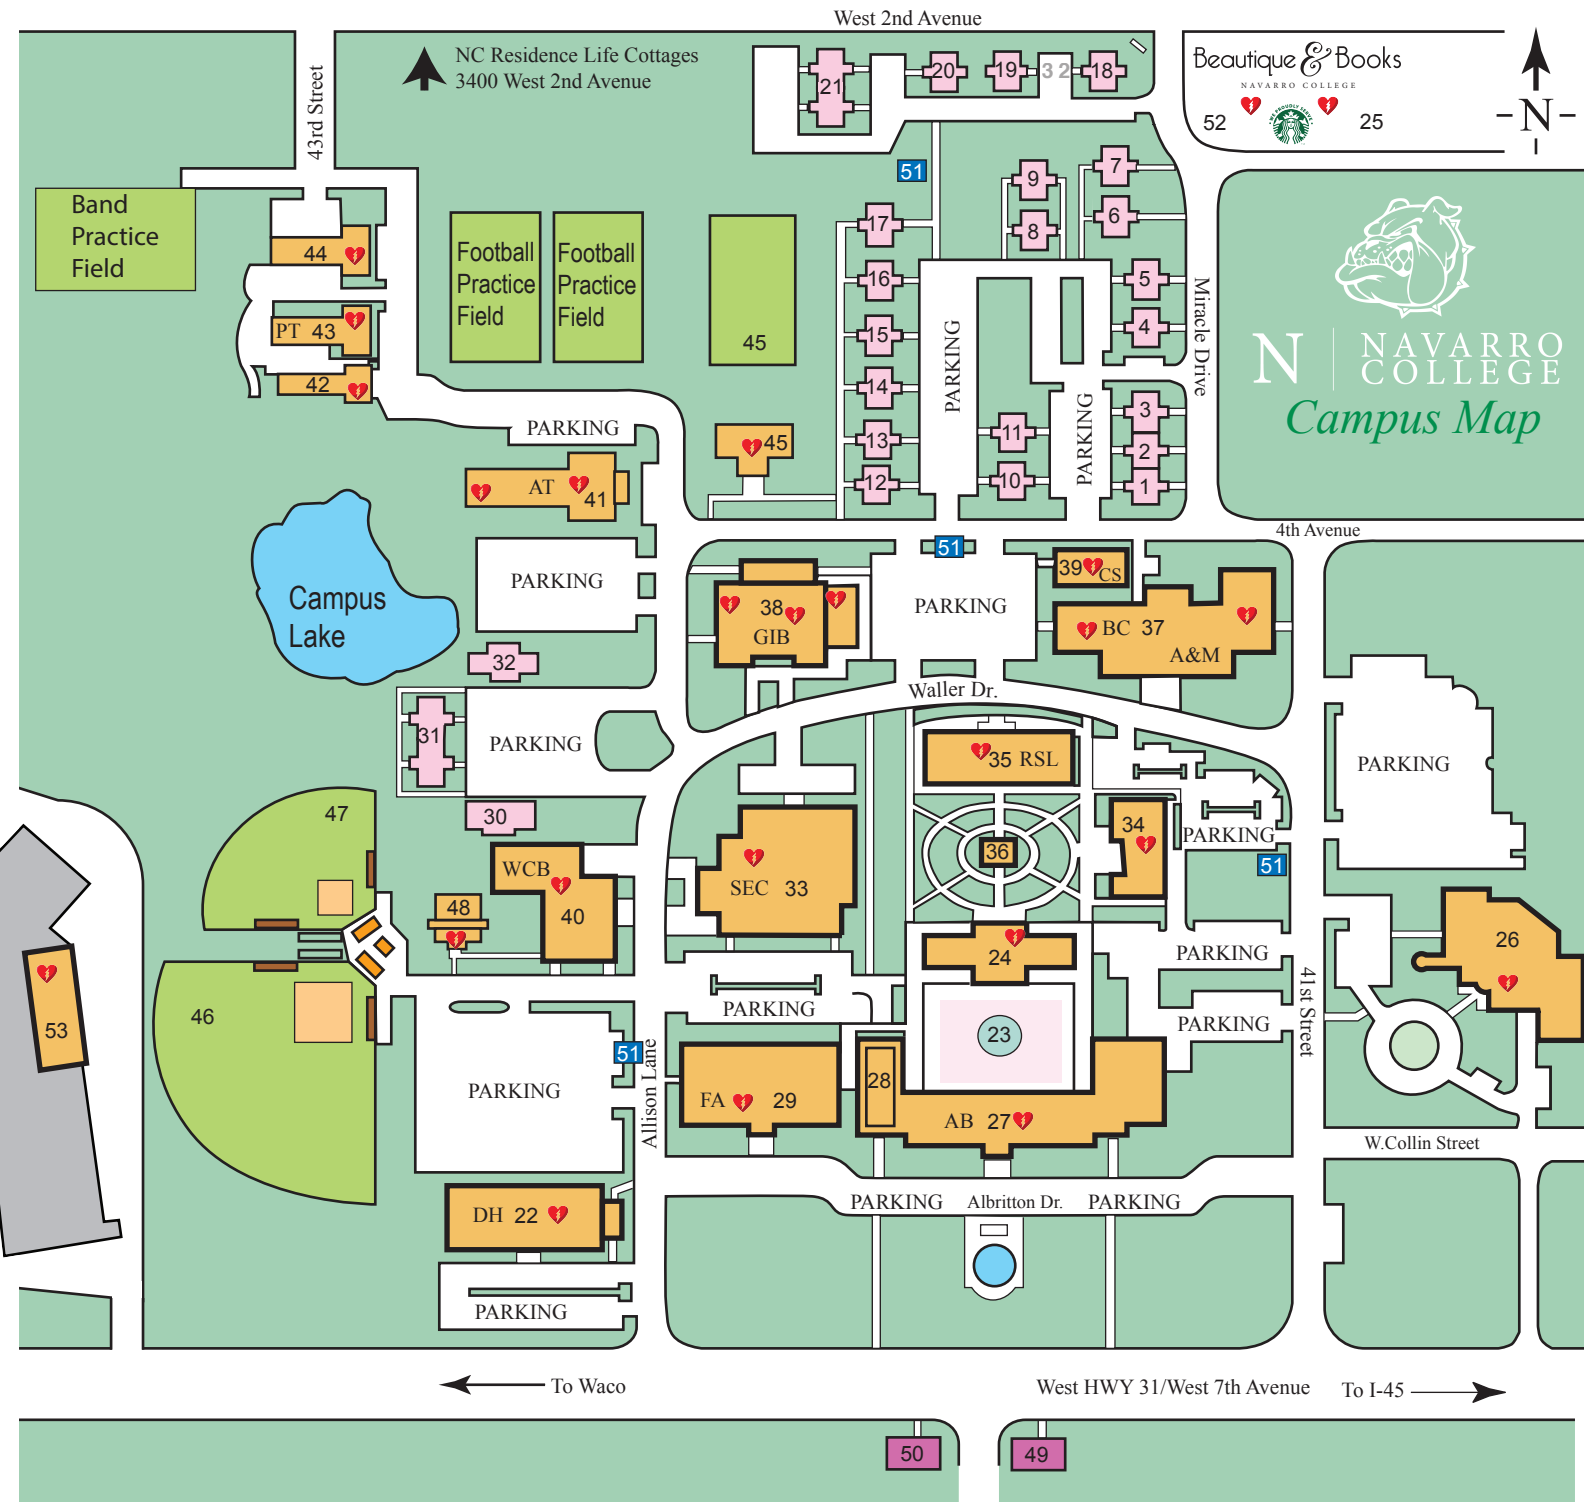 West 2nd Avenue
NC Residence Life Cottages
3400 West 2nd Avenue
43rd Street
21
20
19
3 2
18
Beautique & Books
NAVARRO COLLEGE
52
WE PROUDLY SERVE
25
N
51
9
7
8
6
17
16
15
14
13
12
5
4
3
2
1
11
10
PARKING
PARKING
Miracle Drive
Band
Practice
Field
44
PT 43
42
Football
Practice
Field
Football
Practice
Field
45
N
NAVARRO
COLLEGE
Campus Map
PARKING
45
AT
41
4th Avenue
Campus
Lake
PARKING
51
39
CS
38
GIB
PARKING
BC 37
A&M
32
31
PARKING
Waller Dr.
35 RSL
PARKING
30
47
WCB
40
48
SEC 33
36
34
PARKING
51
26
24
PARKING
PARKING
41st Street
53
46
PARKING
23
51
PARKING
Allison Lane
FA 29
28
AB 27
W.Collin Street
DH 22
PARKING
PARKING
Albritton Dr.
PARKING
To Waco
West HWY 31/West 7th Avenue
To I-45
50
49